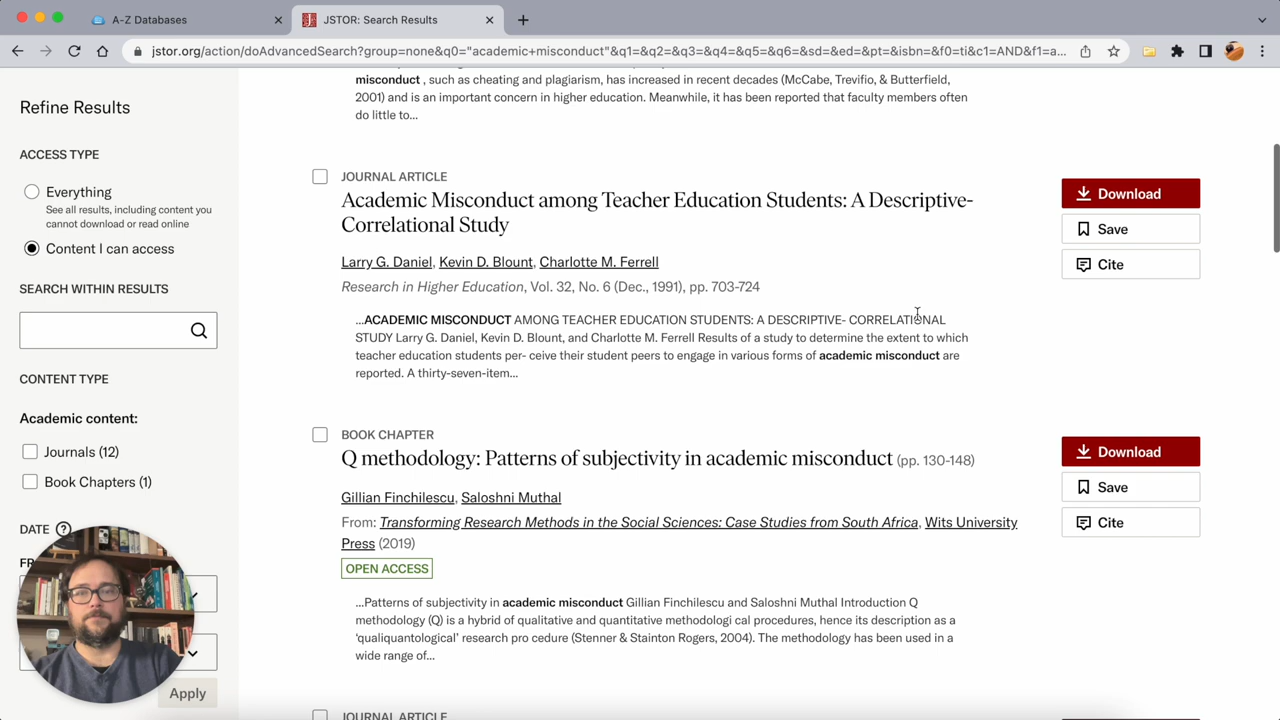 A-Z Databases
JSTOR: Search Results
jstor.org/action/doAdvancedSearch?group=none&q0="academic+misconduct"&q1=&q2=&q3=&q4=&q5=&q6=&sd=&ed=&pt=&isbn=&f0=ti&c1=AND&f1=a...
Refine Results
ACCESS TYPE
Everything
See all results, including content you
cannot download or read online
Content I can access
SEARCH WITHIN RESULTS
CONTENT TYPE
Academic content:
Journals (12)
Book Chapters (1)
DATE
Apply
misconduct , such as cheating and plagiarism, has increased in recent decades (McCabe, Trevifio, & Butterfield,
2001) and is an important concern in higher education. Meanwhile, it has been reported that faculty members often
do little to...
JOURNAL ARTICLE
Academic Misconduct among Teacher Education Students: A Descriptive-
Correlational Study
Larry G. Daniel, Kevin D. Blount, Charlotte M. Ferrell
Research in Higher Education, Vol. 32, No. 6 (Dec., 1991), pp. 703-724
...ACADEMIC MISCONDUCT AMONG TEACHER EDUCATION STUDENTS: A DESCRIPTIVE- CORRELATIONAL
STUDY Larry G. Daniel, Kevin D. Blount, and Charlotte M. Ferrell Results of a study to determine the extent to which
teacher education students per- ceive their student peers to engage in various forms of academic misconduct are
reported. A thirty-seven-item...
Download
Save
Cite
BOOK CHAPTER
Q methodology: Patterns of subjectivity in academic misconduct (pp. 130-148)
Gillian Finchilescu, Saloshni Muthal
From: Transforming Research Methods in the Social Sciences: Case Studies from South Africa, Wits University
Press (2019)
OPEN ACCESS
...Patterns of subjectivity in academic misconduct Gillian Finchilescu and Saloshni Muthal Introduction Q
methodology (Q) is a hybrid of qualitative and quantitative methodologi cal procedures, hence its description as a
'qualiquantological' research pro cedure (Stenner & Stainton Rogers, 2004). The methodology has been used in a
wide range of...
Download
Save
Cite
JOURNAL ARTICLE